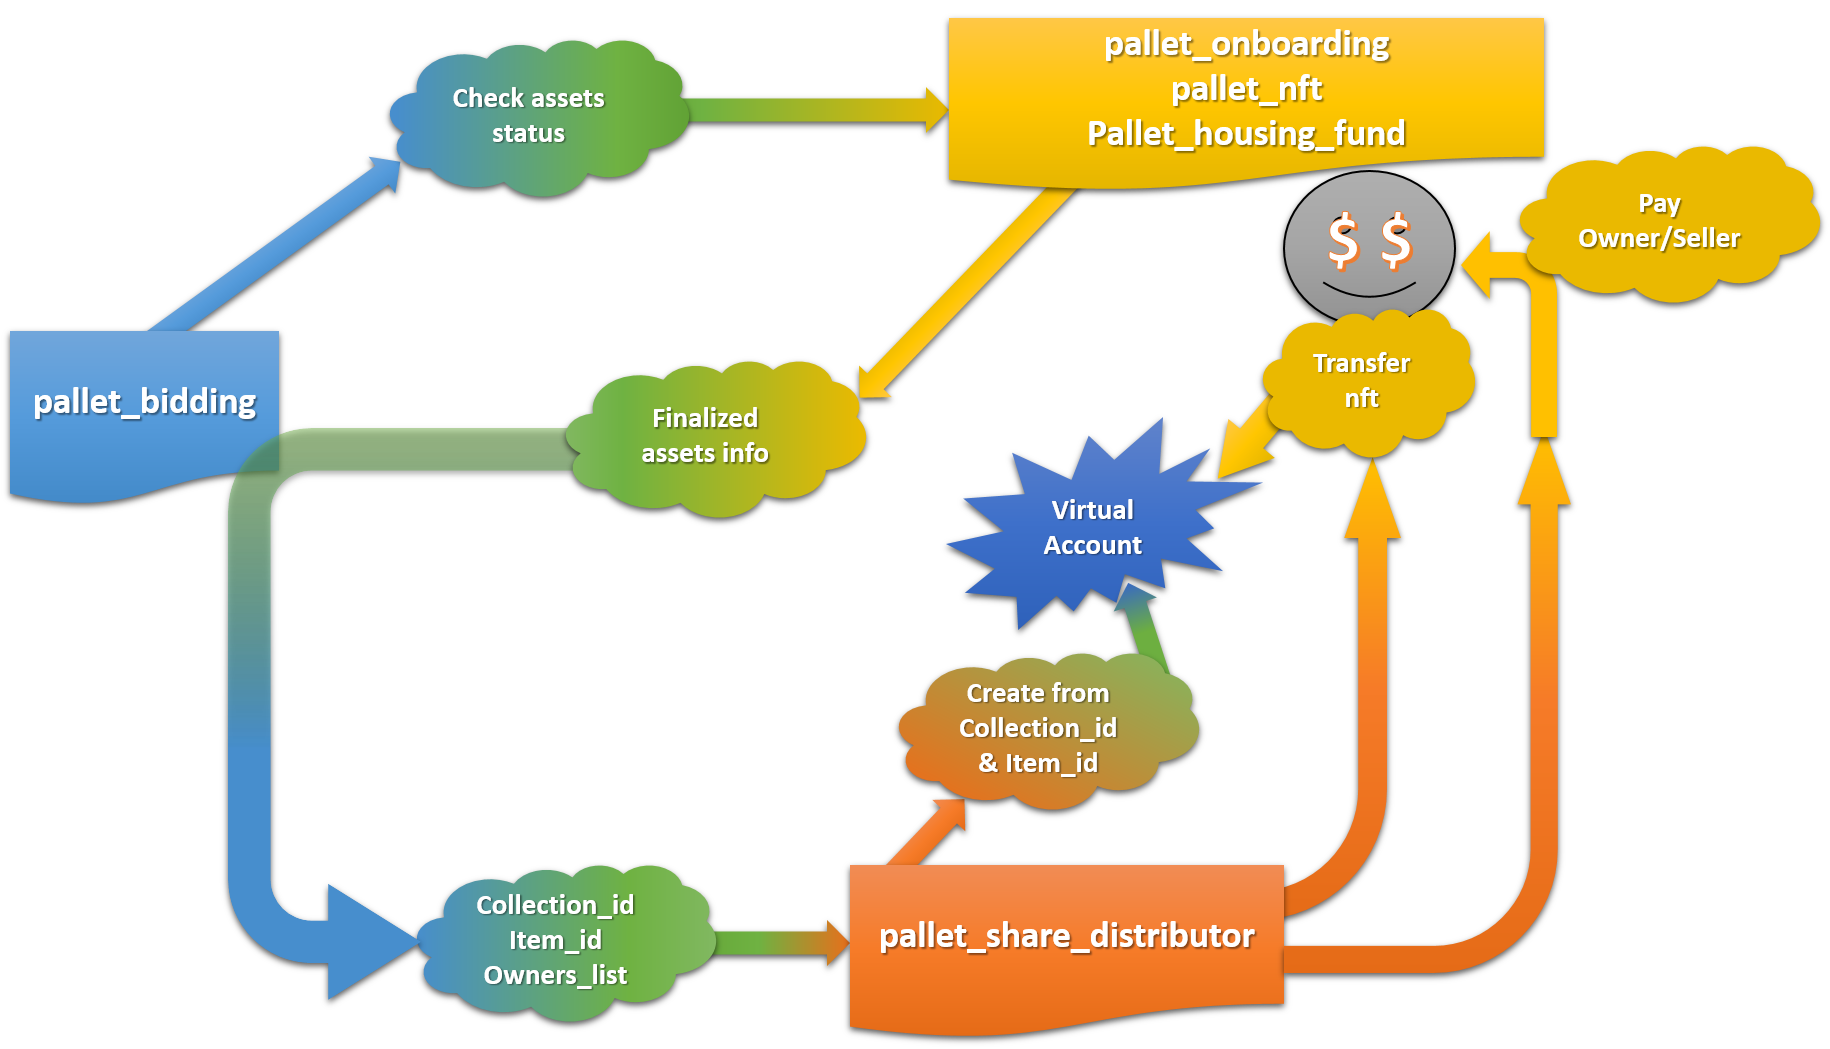 Check assets
status
pallet_onboarding
pallet_nft
Pallet_housing_fund
Pay
Owner/Seller
$ $
Transfer
nft
pallet_bidding
Finalized
assets info
Virtual
Account
Create from
Collection_id
& Item_id
Collection_id
Item_id
Owners_list
pallet_share_distributor